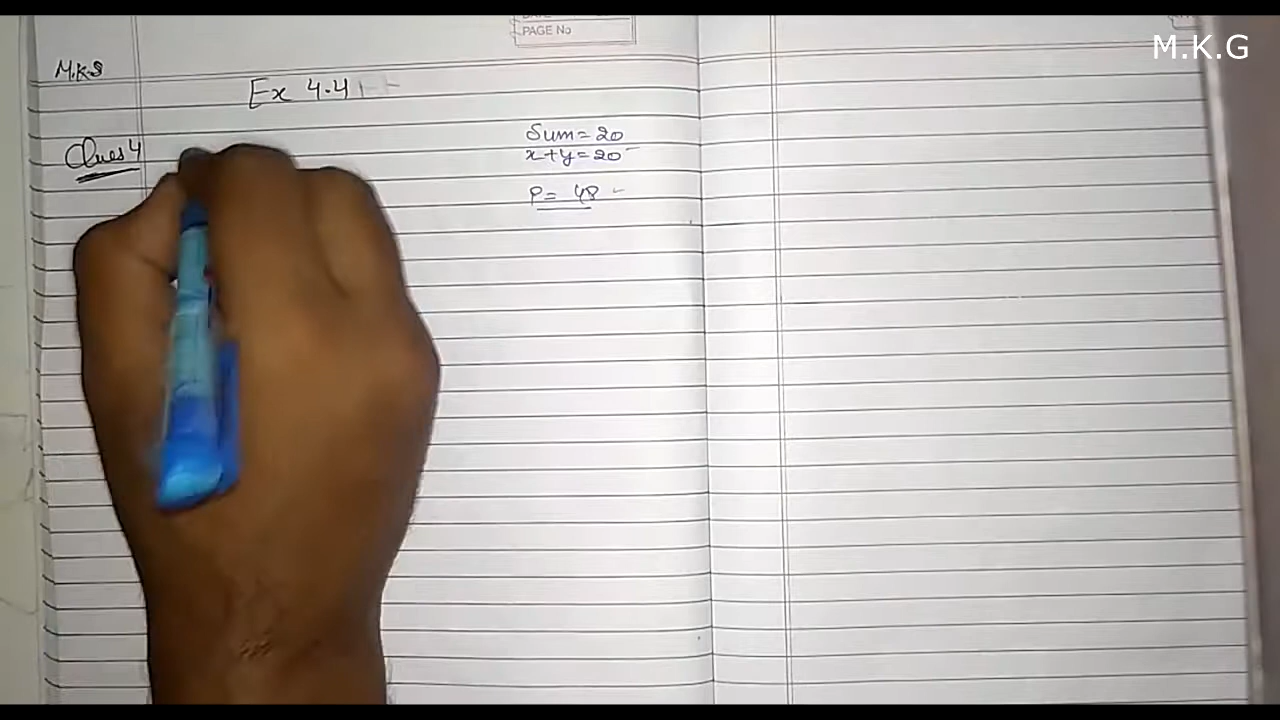 PAGE No
M.K.G
M.K.S
Ex 4.4
Ques 4
Sum = 20
x+y = 20
P = 48